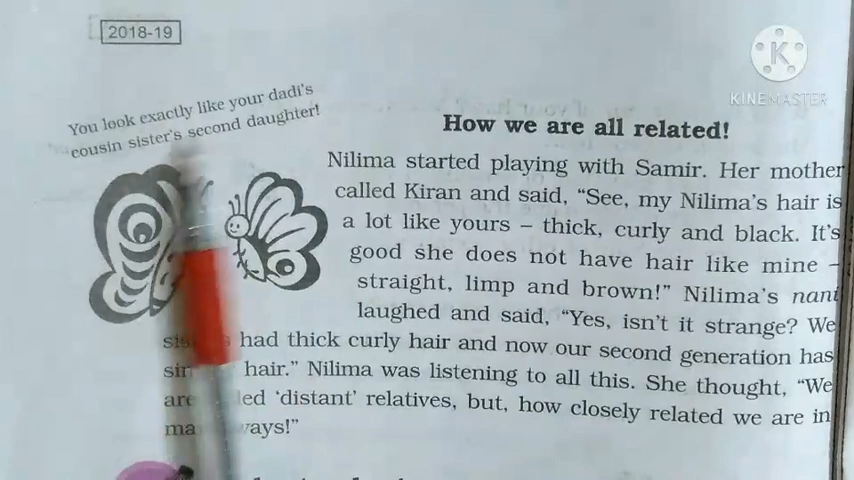 2018-19
K
KINEMASTER
You look exactly like your dadi's
cousin sister's second daughter!
How we are all related!
Nilima started playing with Samir. Her mother
called Kiran and said, "See, my Nilima's hair is
a lot like yours – thick, curly and black. It's
good she does not have hair like mine –
straight, limp and brown!" Nilima's nani
laughed and said, "Yes, isn't it strange? We
had thick curly hair and now our second generation has
hair." Nilima was listening to all this. She thought, "We
are 'distant' relatives, but, how closely related we are in